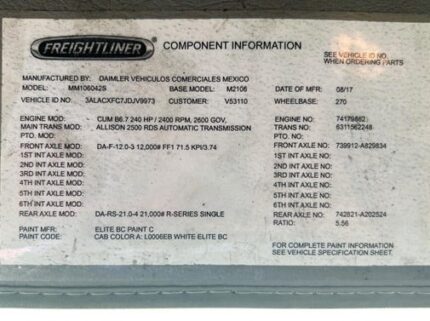 FREIGHTLINER COMPONENT INFORMATION
SEE VEHICLE ID NO.
WHEN ORDERING PARTS
MANUFACTURED BY: DAIMLER VEHICULOS COMERCIALES MEXICO
MODEL: MM106042S BASE MODEL: M2106 DATE OF MFG: 08/17
VEHICLE ID NO: 3ALACXFC7JDJV9973 CUSTOMER: V53110 WHEELBASE: 270
ENGINE MOD: CUM B6.7 240 HP / 2400 RPM, 2600 GOV, ENGINE NO: 74179862
MAIN TRANS MOD: ALLISON 2500 RDS AUTOMATIC TRANSMISSION TRANS NO: 6311562248
PTO. MOD: PTO. NO:
FRONT AXLE MOD: DA-F-12.0-3 12,000# FF1 71.5 KPI/3.74 FRONT AXLE NO: 739912-A829834
1ST INT AXLE MOD: 1ST INT AXLE NO:
2ND INT AXLE MOD: 2ND INT AXLE NO:
3RD INT AXLE MOD: 3RD INT AXLE NO:
4TH INT AXLE MOD: 4TH INT AXLE NO:
5TH INT AXLE MOD: 5TH INT AXLE NO:
6TH INT AXLE MOD: 6TH INT AXLE NO:
REAR AXLE MOD: DA-RS-21.0-4 21,000# R-SERIES SINGLE REAR AXLE NO: 742821-A202524
RATIO: 5.56
PAINT MFR: ELITE BC PAINT C
PAINT CODE: CAB COLOR A: L0006EB WHITE ELITE BC
FOR COMPLETE PAINT INFORMATION
SEE VEHICLE SPECIFICATION SHEET.